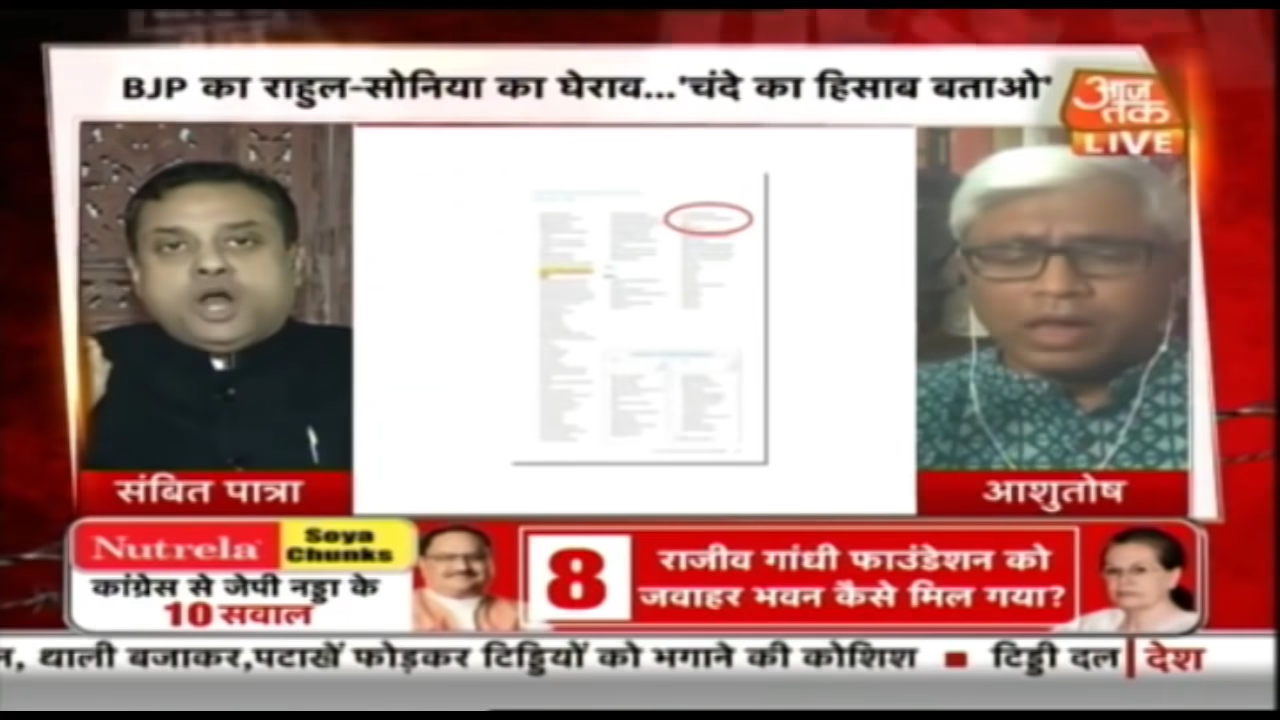 BJP का राहुल-सोनिया का घेराव...'चंदे का हिसाब बताओ'
आज
तक
LIVE
संबित पात्रा
आशुतोष
Nutrela
Soya
Chunks
कांग्रेस से जेपी नड्डा के
10 सवाल
8
राजीव गांधी फाउंडेशन को
जवाहर भवन कैसे मिल गया?
थाली बजाकर,पटाखें फोड़कर टिड्डियों को भगाने की कोशिश ■ टिड्डी दल
देश